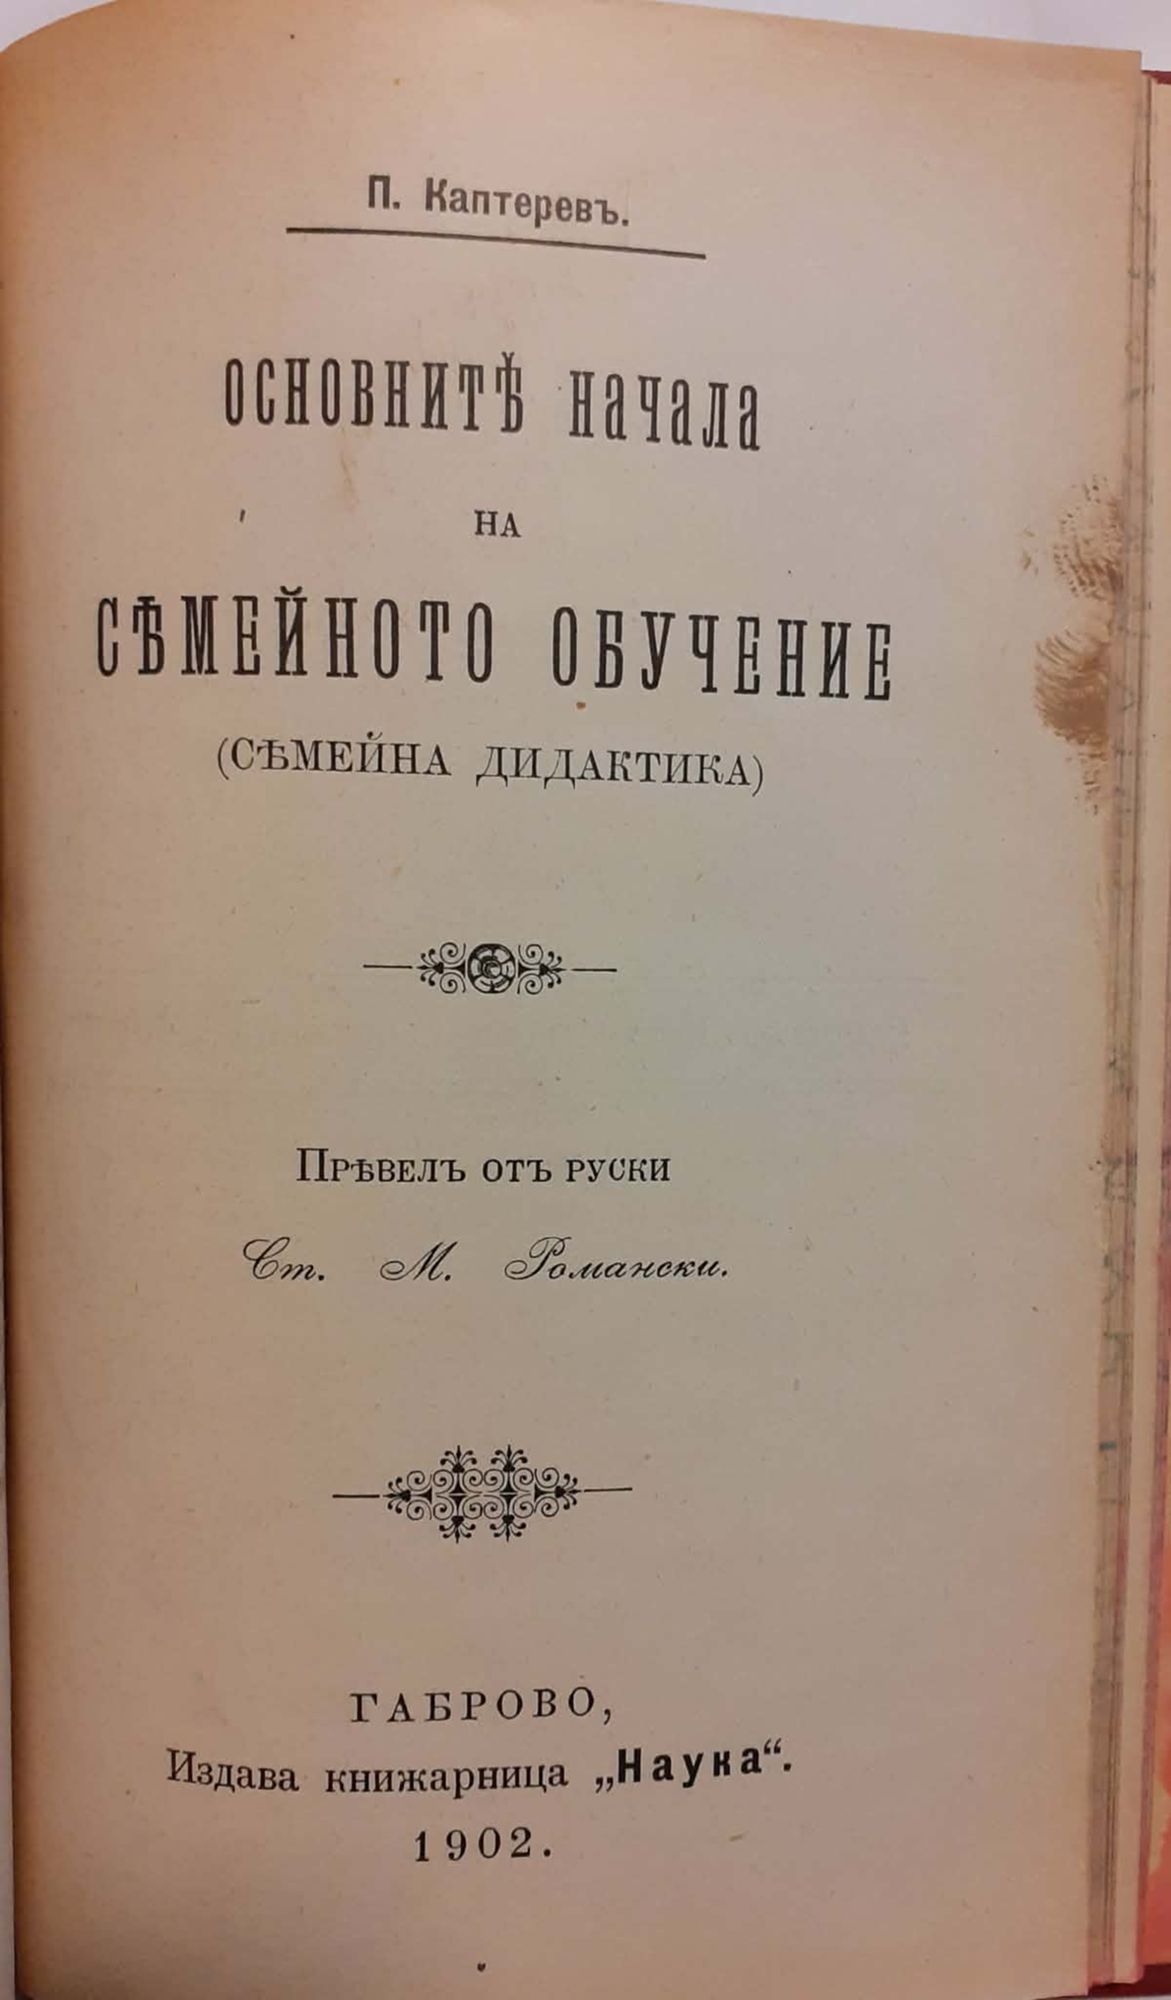 П. Каптеревъ.
ОСНОВНИТѢ НАЧАЛА
НА
СѢМЕЙНОТО ОБУЧЕНИЕ
(СѢМЕЙНА ДИДАКТИКА)
Прѣвелъ отъ руски
Ст. М. Романски.
ГАБРОВО,
Издава книжарница „Наука“.
1902.